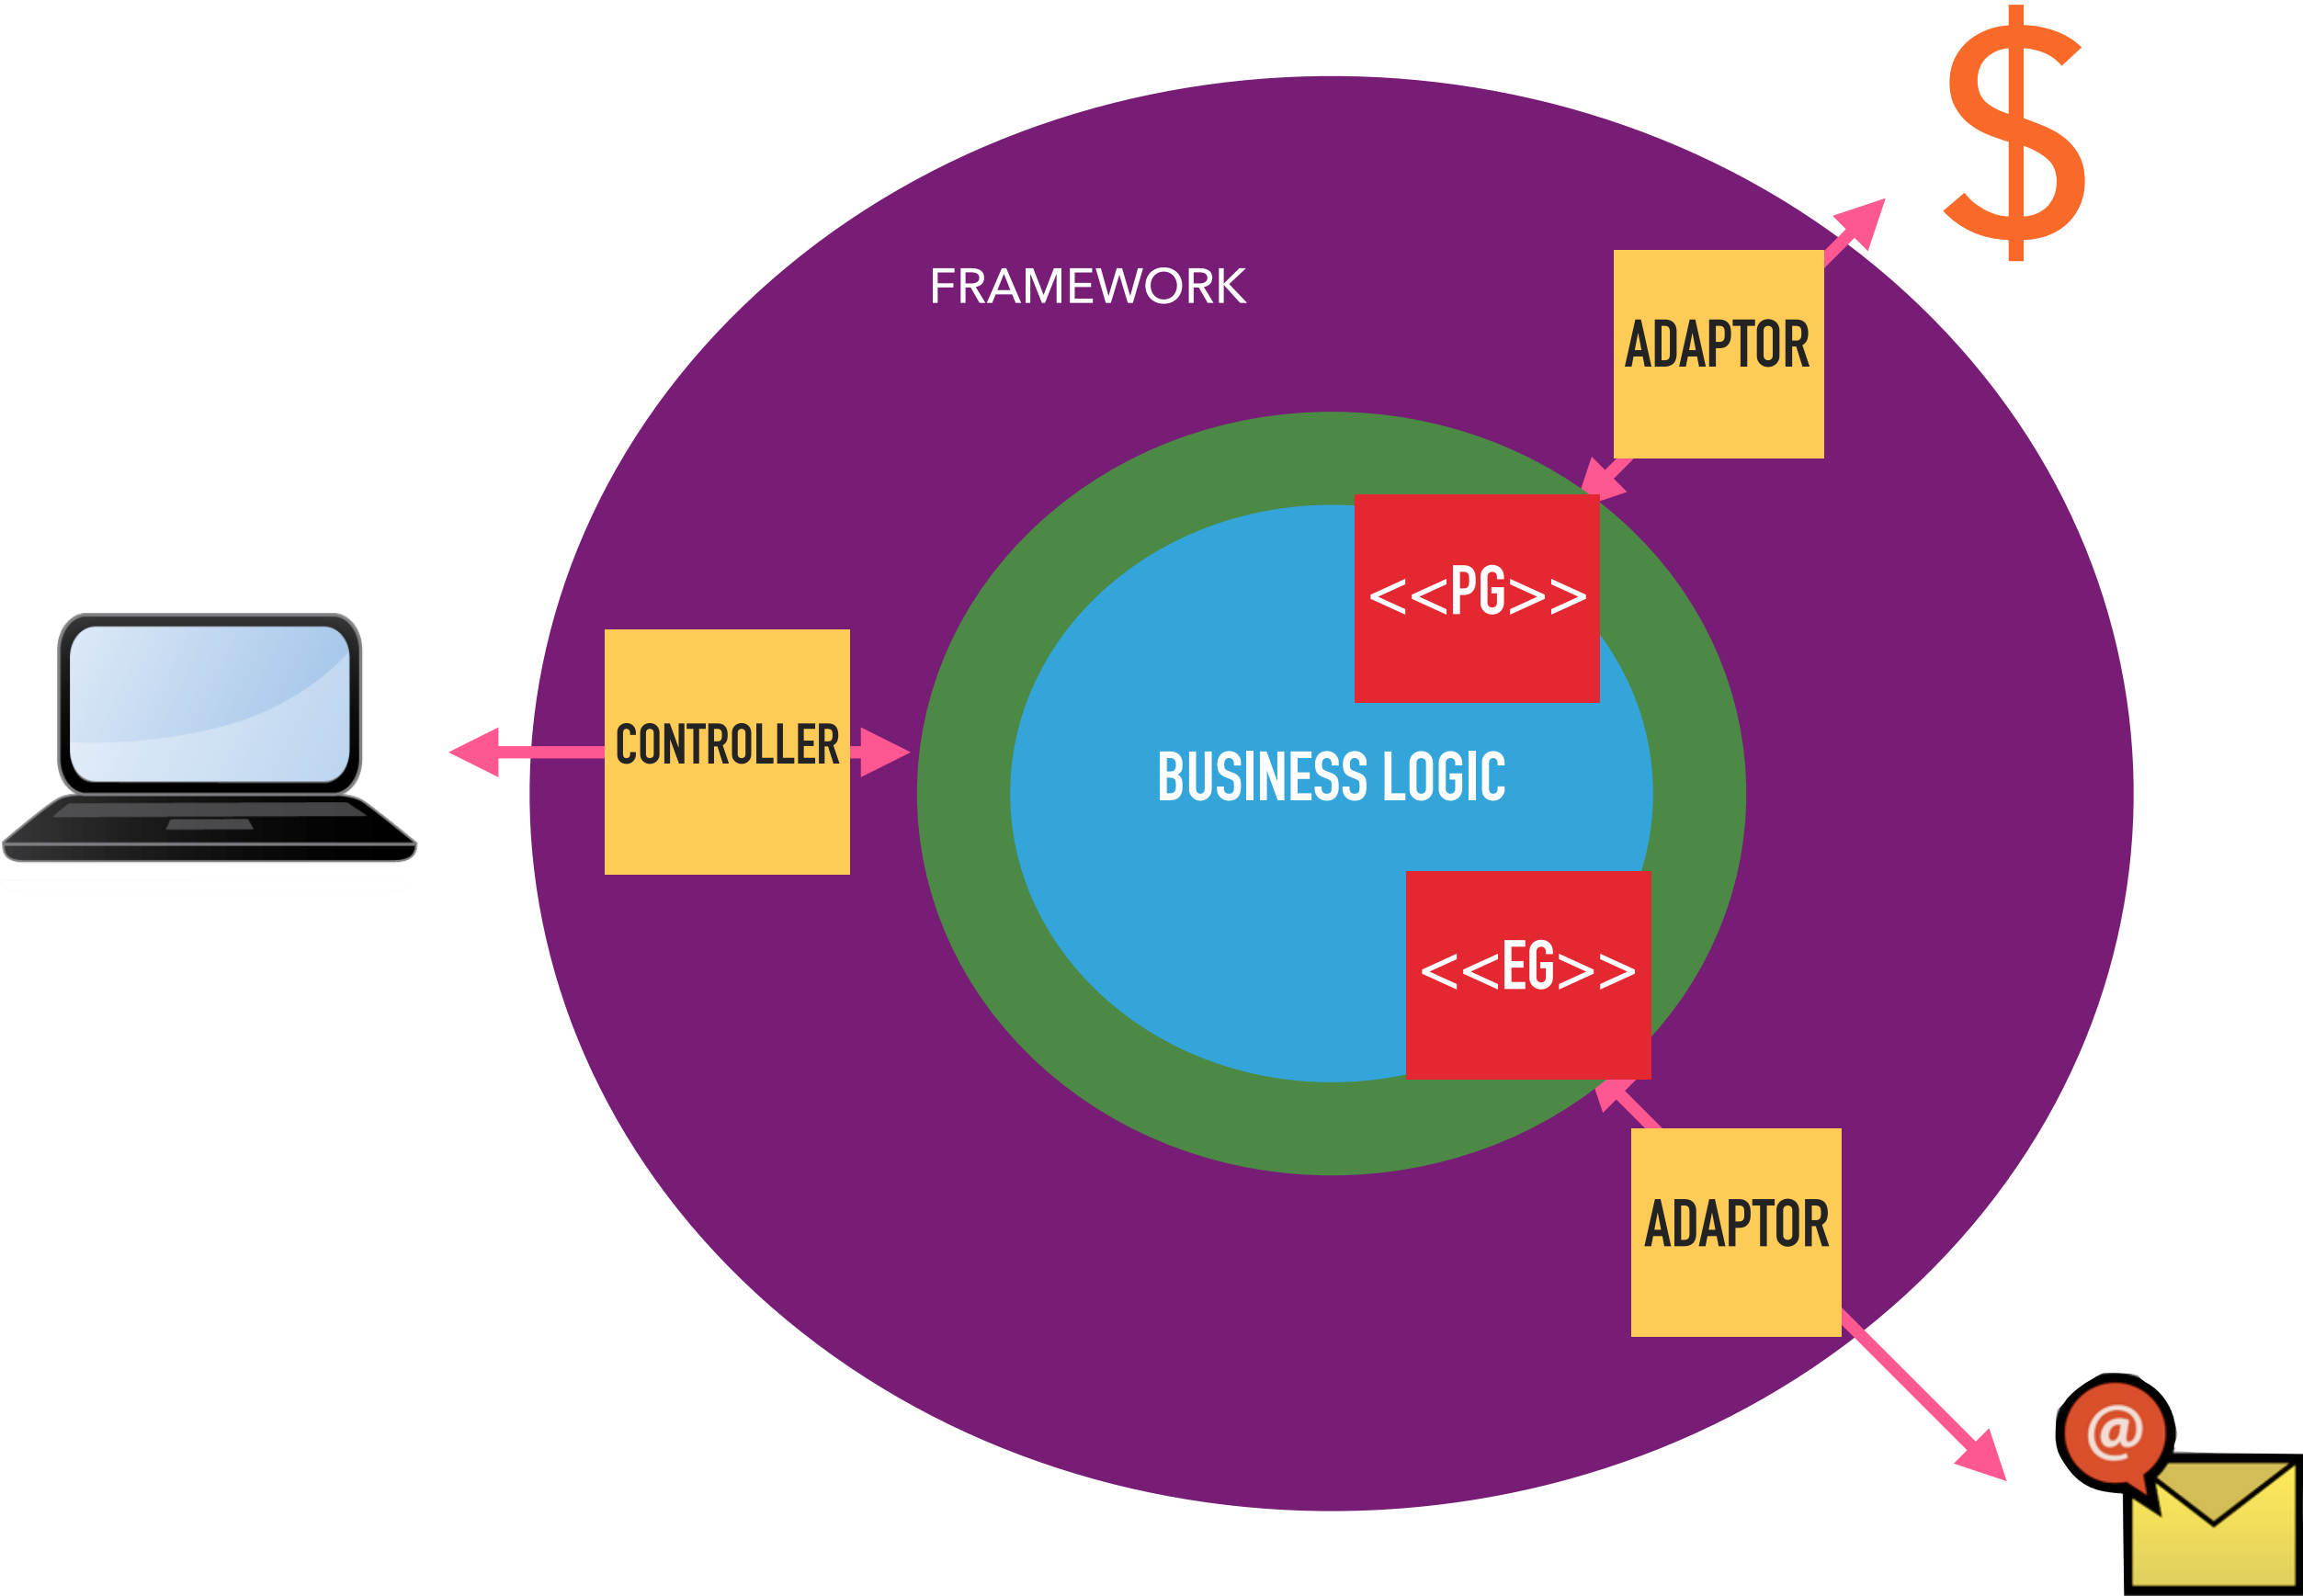 FRAMEWORK
ADAPTOR
<<PG>>
CONTROLLER
BUSINESS LOGIC
<<EG>>
ADAPTOR
$
@